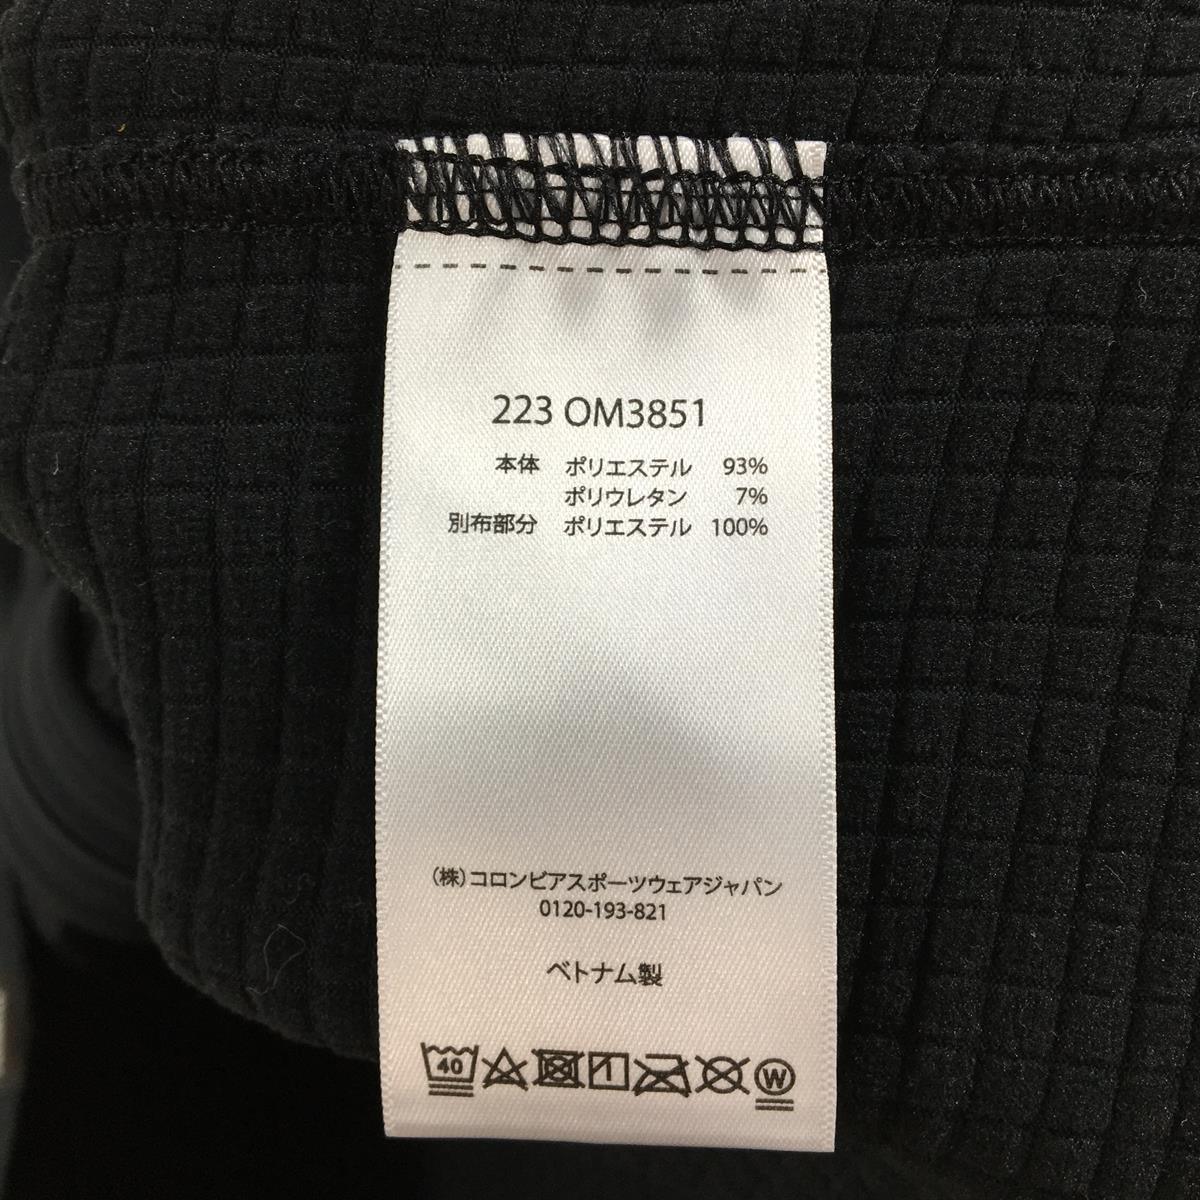 223 OM3851
本体 ポリエステル 93%
ポリウレタン 7%
別布部分 ポリエステル 100%
(株)コロンビアスポーツウェアジャパン
0120-193-821
ベトナム製
40 W